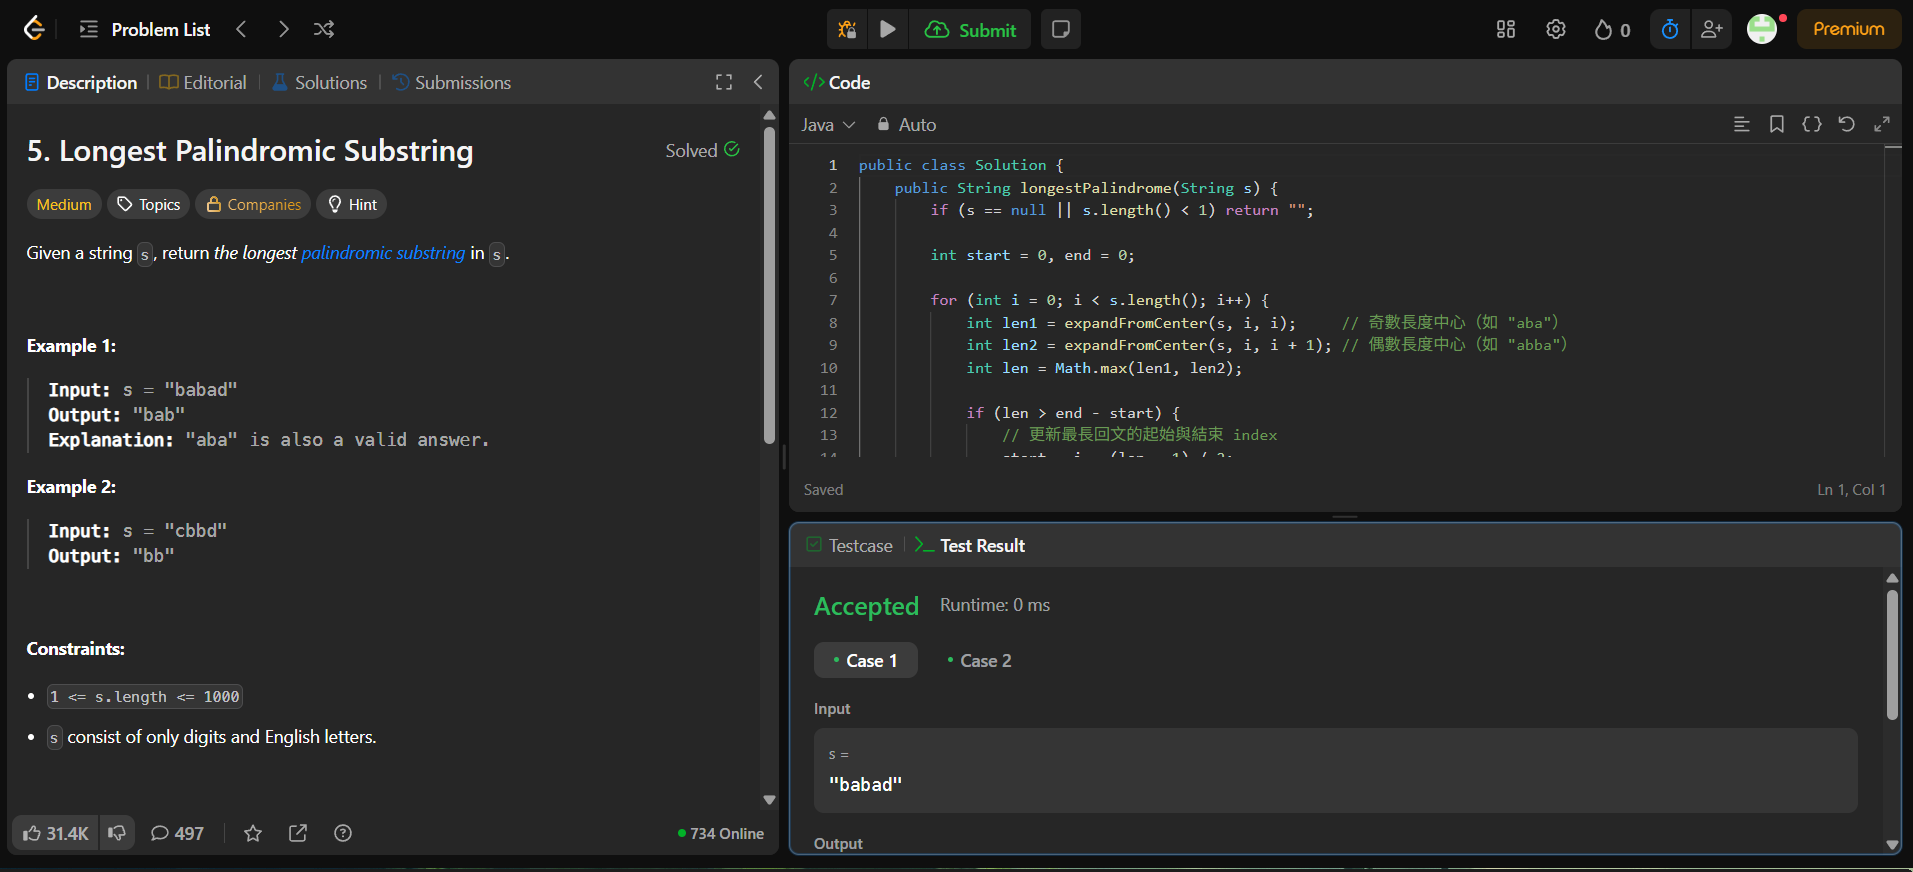 Problem List
Submit
0
Premium
Description
Editorial
Solutions
Submissions
5. Longest Palindromic Substring
Solved
Medium
Topics
Companies
Hint
Given a string s, return the longest palindromic substring in s.
Example 1:
Input: s = "babad"
Output: "bab"
Explanation: "aba" is also a valid answer.
Example 2:
Input: s = "cbbd"
Output: "bb"
Constraints:
1 <= s.length <= 1000
s consist of only digits and English letters.
31.4K
497
734 Online
</> Code
Java
Auto
1 public class Solution {
2 public String longestPalindrome(String s) {
3 if (s == null || s.length() < 1) return "";
4
5 int start = 0, end = 0;
6
7 for (int i = 0; i < s.length(); i++) {
8 int len1 = expandFromCenter(s, i, i); // 奇數長度中心（如 "aba"）
9 int len2 = expandFromCenter(s, i, i + 1); // 偶數長度中心（如 "abba"）
10 int len = Math.max(len1, len2);
11
12 if (len > end - start) {
13 // 更新最長回文的起始與結束 index
14 start = i - (len - 1) / 2;
Saved
Ln 1, Col 1
Testcase
Test Result
Accepted
Runtime: 0 ms
Case 1
Case 2
Input
s =
"babad"
Output